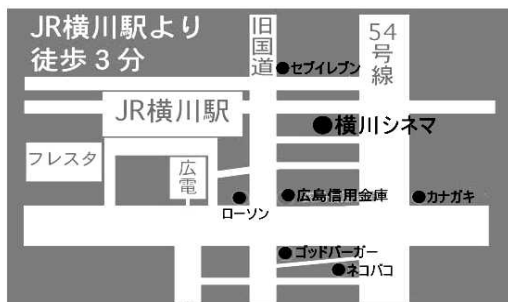 JR横川駅より
徒歩3分
旧国道
54号線
●セブイレブン
JR横川駅
●横川シネマ
フレスタ
広電
●広島信用金庫
●カナガキ
ローソン
●ゴッドバーガー
●ネコバコ